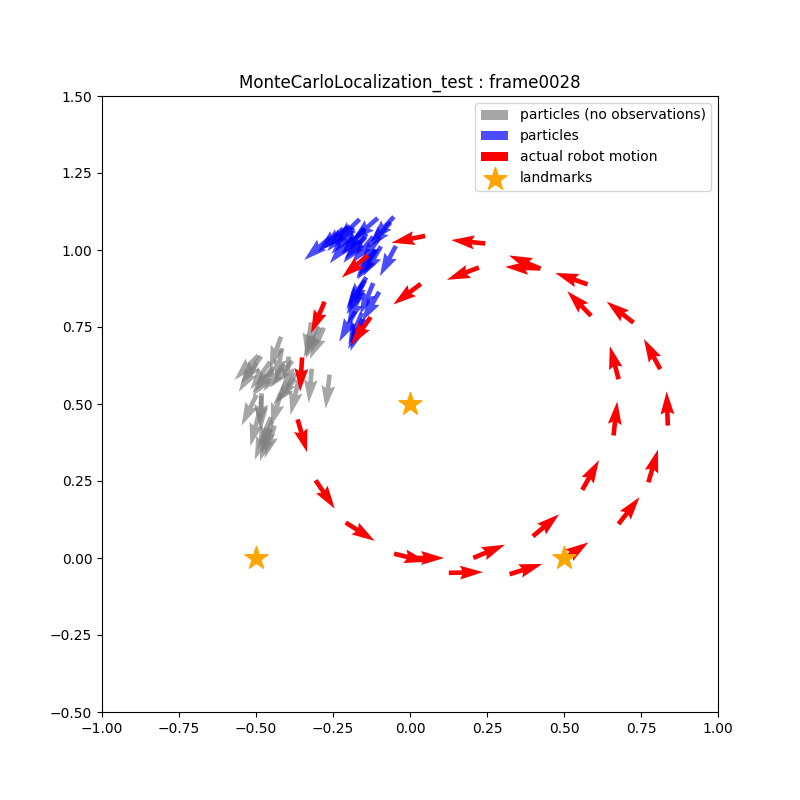 MonteCarloLocalization_test : frame0028
particles (no observations)
particles
actual robot motion
landmarks
1.50
1.25
1.00
0.75
0.50
0.25
0.00
−0.25
−0.50
−1.00 −0.75 −0.50 −0.25 0.00 0.25 0.50 0.75 1.00